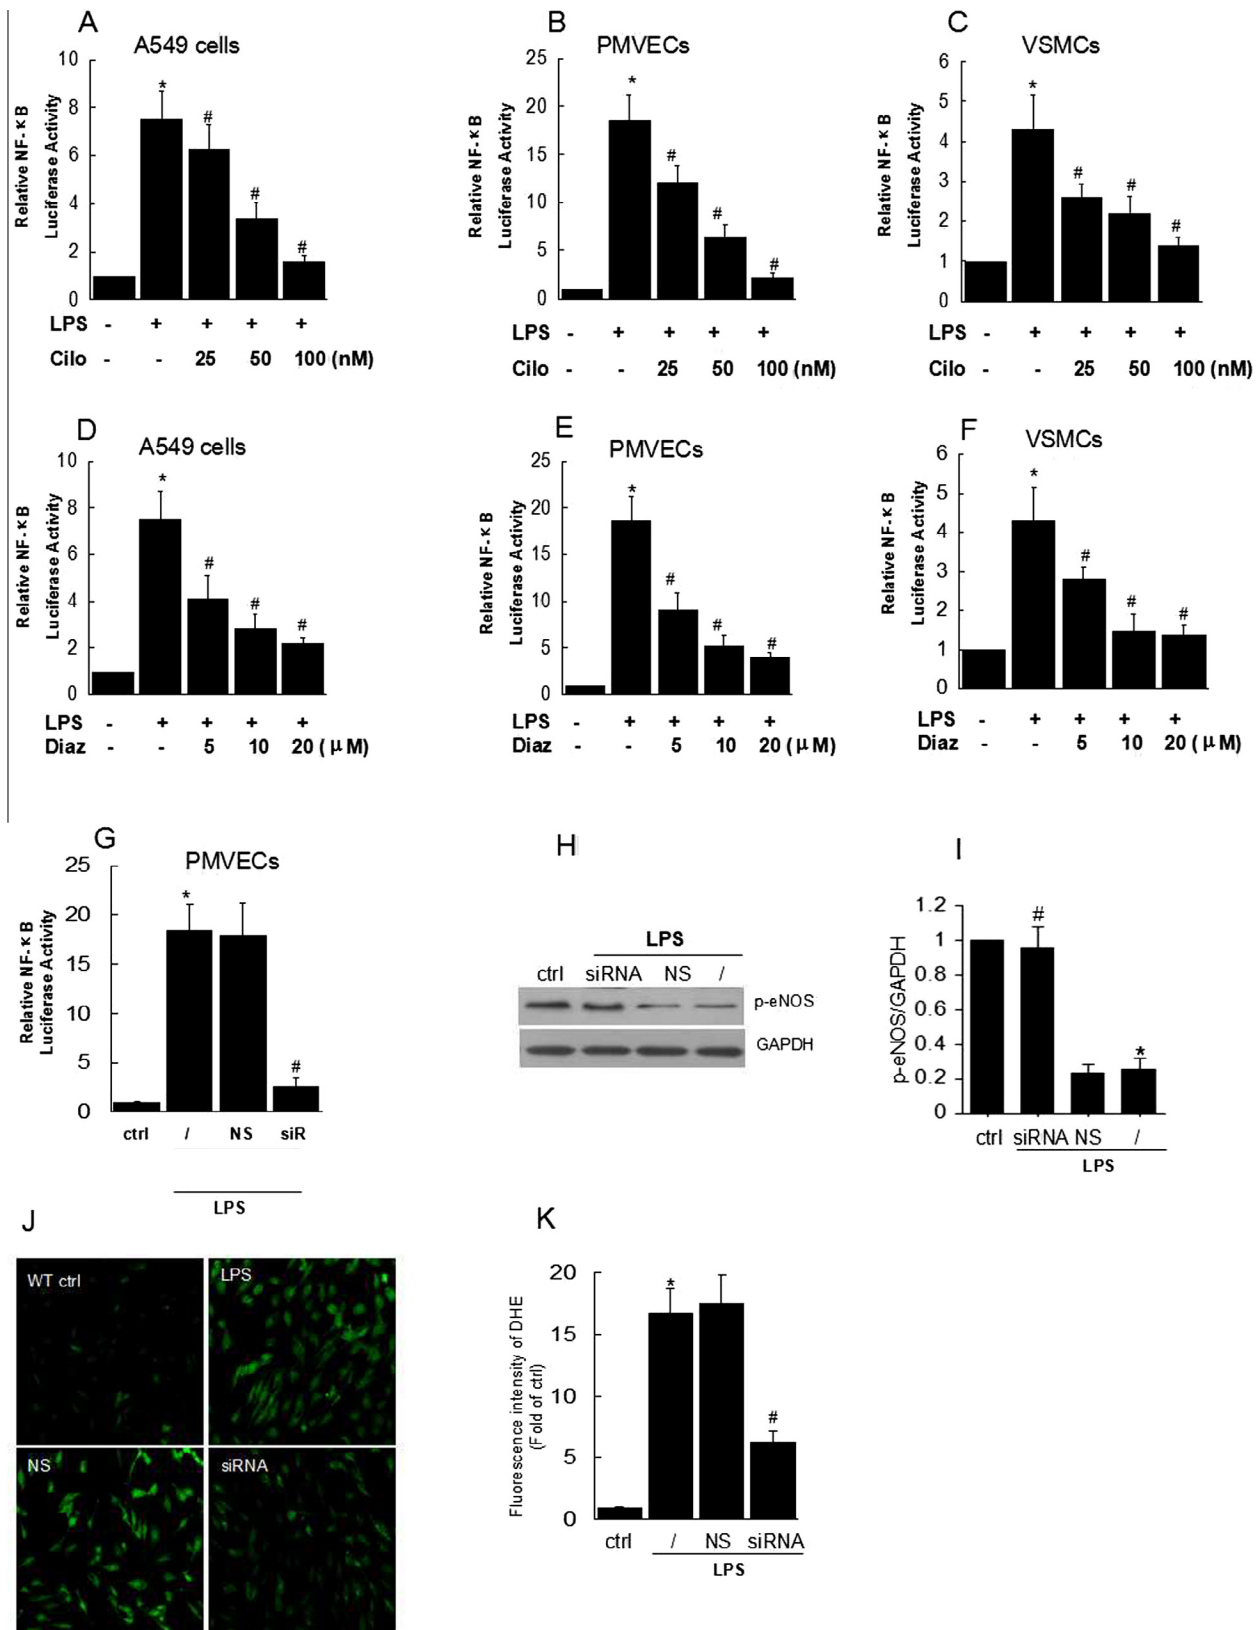 A
A549 cells
Relative NF-κB
Luciferase Activity
10
8
6
4
2
0
*
#
#
#
LPS - + + + +
Cilo - - 25 50 100 (nM)
B
PMVECs
Relative NF-κB
Luciferase Activity
25
20
15
10
5
0
*
#
#
#
LPS - + + + +
Cilo - - 25 50 100 (nM)
C
VSMCs
Relative NF-κB
Luciferase Activity
6
5
4
3
2
1
0
*
#
#
#
LPS - + + + +
Cilo - - 25 50 100 (nM)
D
A549 cells
Relative NF-κB
Luciferase Activity
10
8
6
4
2
0
*
#
#
#
LPS - + + + +
Diaz - - 5 10 20 (μM)
E
PMVECs
Relative NF-κB
Luciferase Activity
25
20
15
10
5
0
*
#
#
#
LPS - + + + +
Diaz - - 5 10 20 (μM)
F
VSMCs
Relative NF-κB
Luciferase Activity
6
5
4
3
2
1
0
*
#
#
#
LPS - + + + +
Diaz - - 5 10 20 (μM)
G
PMVECs
Relative NF-κB
Luciferase Activity
25
20
15
10
5
0
*
#
ctrl / NS siR
LPS
H
LPS
ctrl siRNA NS /
p-eNOS
GAPDH
I
p-eNOS/GAPDH
1.2
1
0.8
0.6
0.4
0.2
0
#
*
ctrl siRNA NS /
LPS
J
WT ctrl
LPS
NS
siRNA
K
Fluorescence intensity of DHE
(Fold of ctrl)
20
15
10
5
0
*
#
ctrl / NS siRNA
LPS